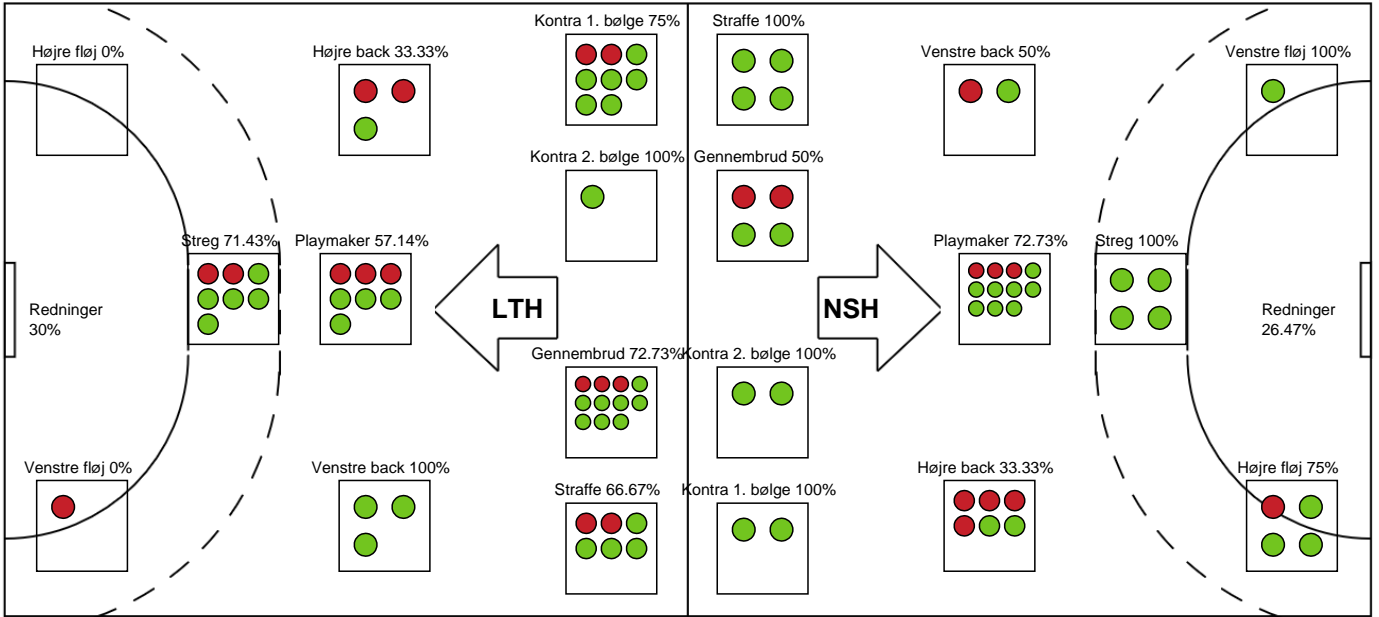 Kontra 1. bølge 75%
Straffe 100%
Højre fløj 0%
Højre back 33.33%
Venstre back 50%
Venstre fløj 100%
Kontra 2. bølge 100%
Gennembrud 50%
Streg 71.43%
Playmaker 57.14%
Playmaker 72.73%
Streg 100%
LTH
NSH
Redninger
30%
Redninger
26.47%
Gennembrud 72.73%
Kontra 2. bølge 100%
Venstre fløj 0%
Venstre back 100%
Højre back 33.33%
Højre fløj 75%
Straffe 66.67%
Kontra 1. bølge 100%